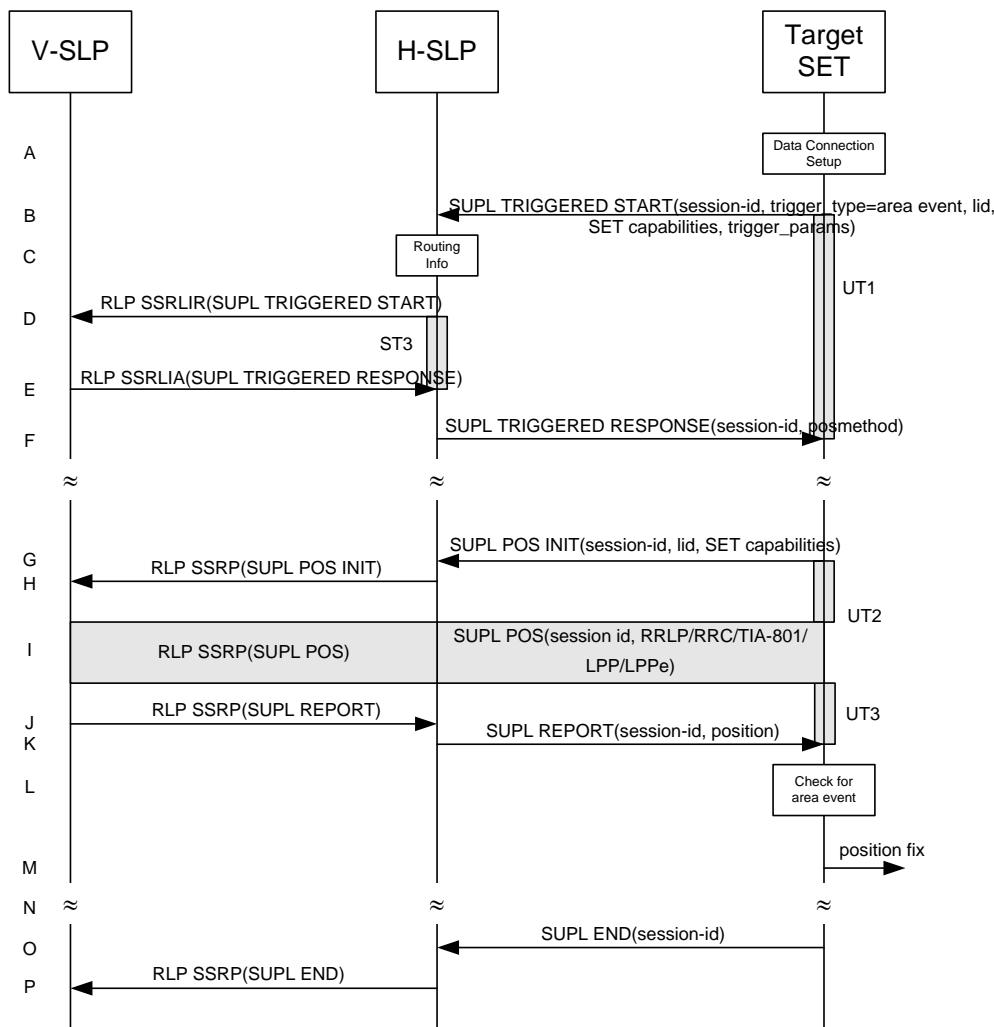 V-SLP
H-SLP
Target
SET
A
Data Connection
Setup
B
SUPL TRIGGERED START(session-id, trigger_type=area event, lid,
SET capabilities, trigger_params)
C
Routing
Info
UT1
D
RLP SSRLIR(SUPL TRIGGERED START)
ST3
E
RLP SSRLIA(SUPL TRIGGERED RESPONSE)
F
SUPL TRIGGERED RESPONSE(session-id, posmethod)
≈ ≈ ≈
G
SUPL POS INIT(session-id, lid, SET capabilities)
H
RLP SSRP(SUPL POS INIT)
UT2
I
RLP SSRP(SUPL POS)
SUPL POS(session id, RRLP/RRC/TIA-801/
LPP/LPPe)
J
RLP SSRP(SUPL REPORT)
UT3
K
SUPL REPORT(session-id, position)
L
Check for
area event
M
position fix
N
≈ ≈ ≈
O
SUPL END(session-id)
P
RLP SSRP(SUPL END)